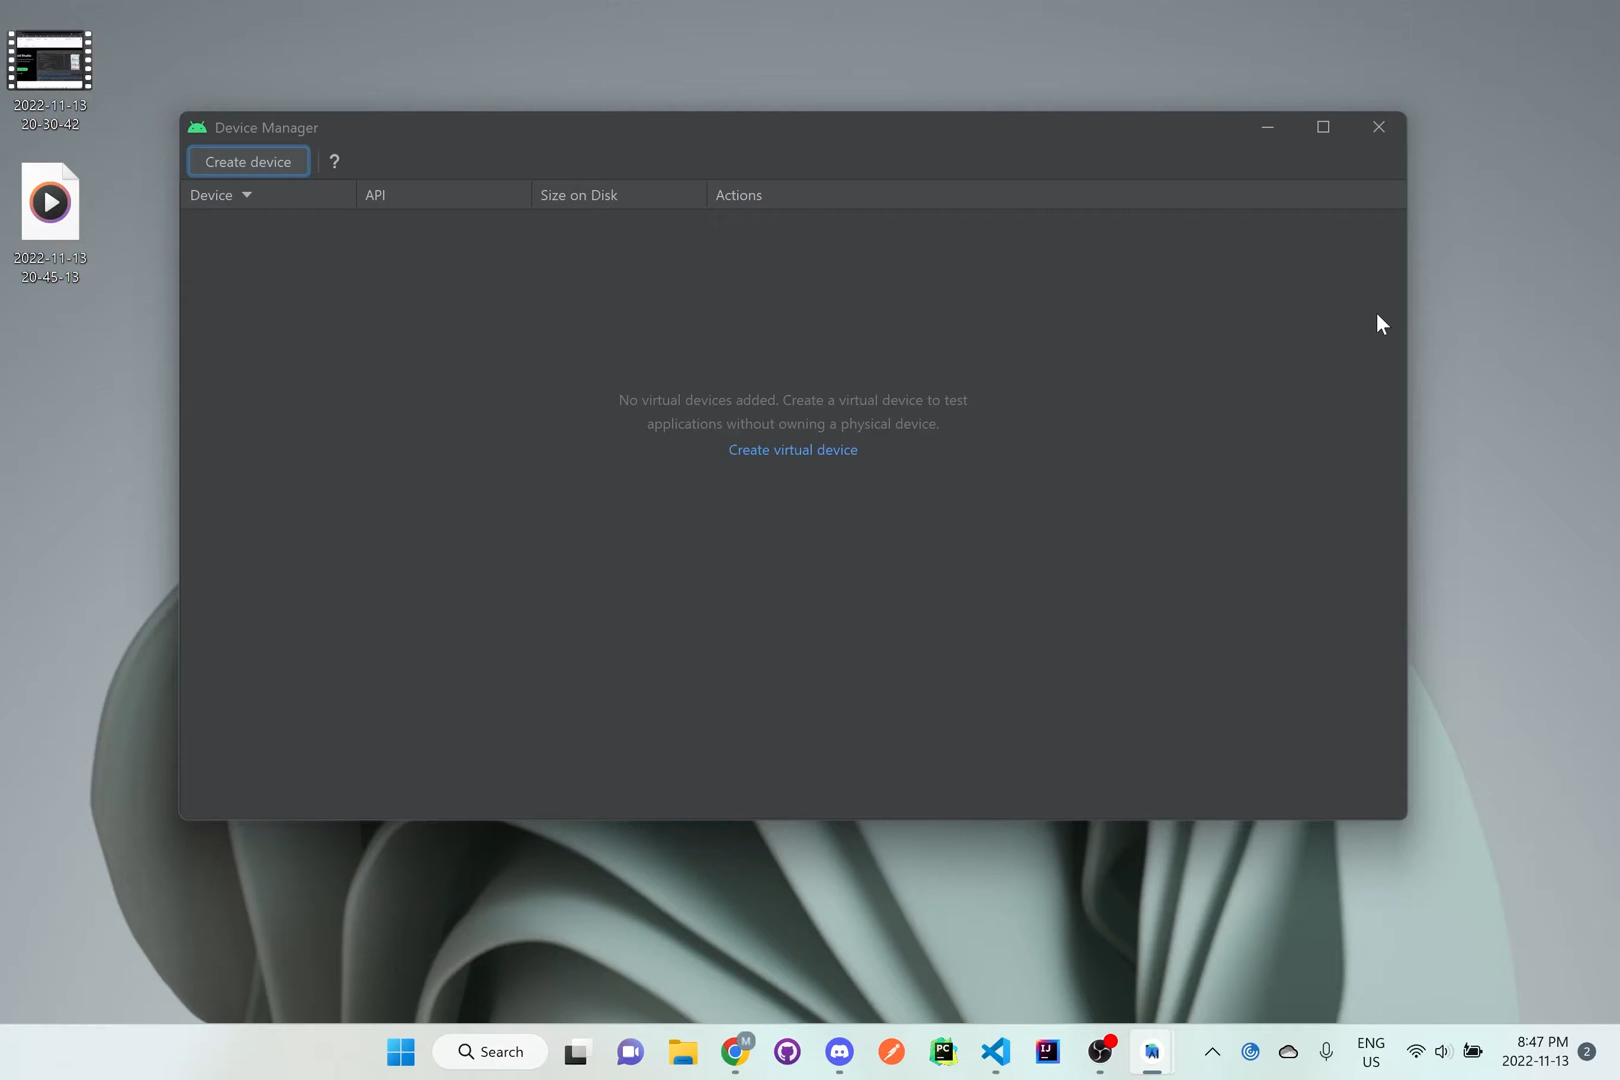 2022-11-13
20-30-42
2022-11-13
20-45-13
Device Manager
Create device
?
Device
API
Size on Disk
Actions
No virtual devices added. Create a virtual device to test
applications without owning a physical device.
Create virtual device
Search
M
PC
IJ
ENG
US
8:47 PM
2022-11-13
2